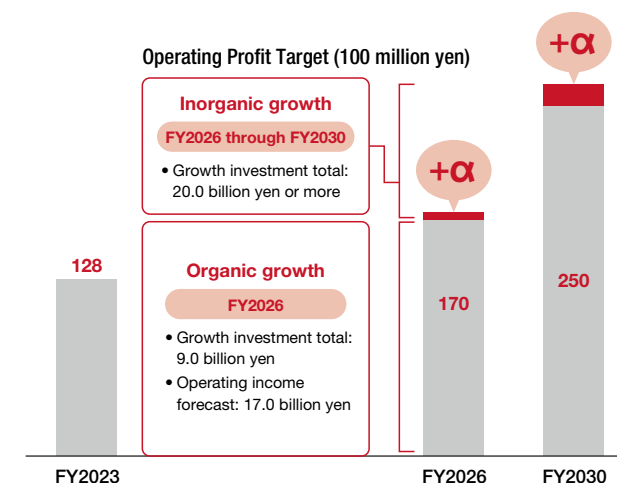 Operating Profit Target (100 million yen)
Inorganic growth
FY2026 through FY2030
• Growth investment total:
20.0 billion yen or more
Organic growth
FY2026
• Growth investment total:
9.0 billion yen
• Operating income
forecast: 17.0 billion yen
128
+α
170
+α
250
FY2023
FY2026
FY2030